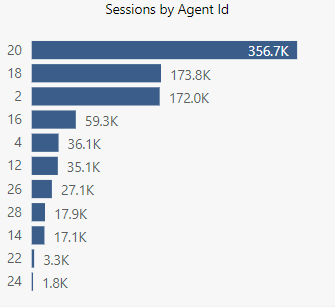 Sessions by Agent Id
20 356.7K
18 173.8K
2 172.0K
16 59.3K
4 36.1K
12 35.1K
26 27.1K
28 17.9K
14 17.1K
22 3.3K
24 1.8K